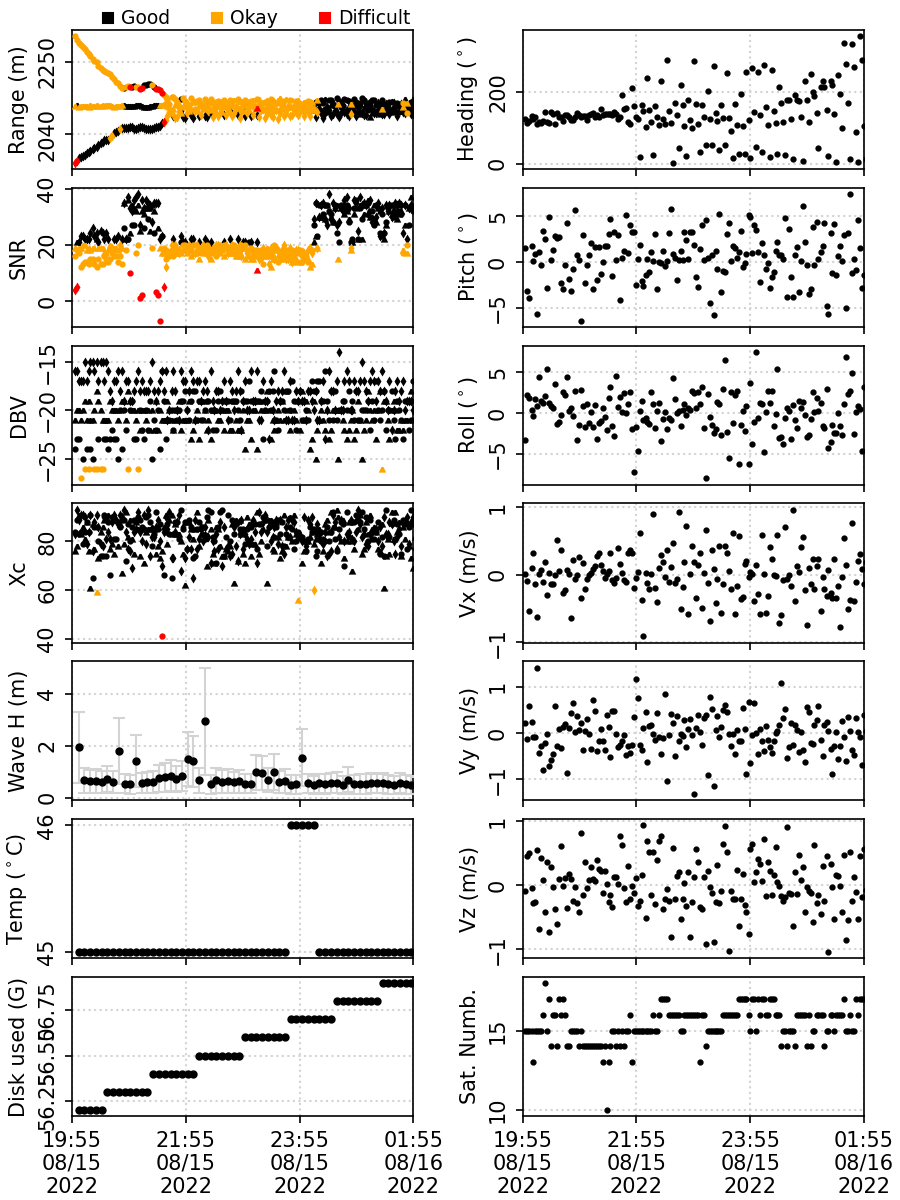 Good Okay Difficult
Range (m)
2250
2040
Heading (°)
200
0
SNR
40
20
0
Pitch (°)
5
0
−5
DBV
−15
−20
−25
Roll (°)
5
0
−5
Xc
80
60
40
Vx (m/s)
1
0
−1
Wave H (m)
4
2
0
Vy (m/s)
1
0
−1
Temp (°C)
46
45
Vz (m/s)
1
0
−1
Disk used (G)
56.75
56.50
56.25
Sat. Numb.
15
10
19:55 21:55 23:55 01:55
08/15 08/15 08/15 08/16
2022 2022 2022 2022
19:55 21:55 23:55 01:55
08/15 08/15 08/15 08/16
2022 2022 2022 2022